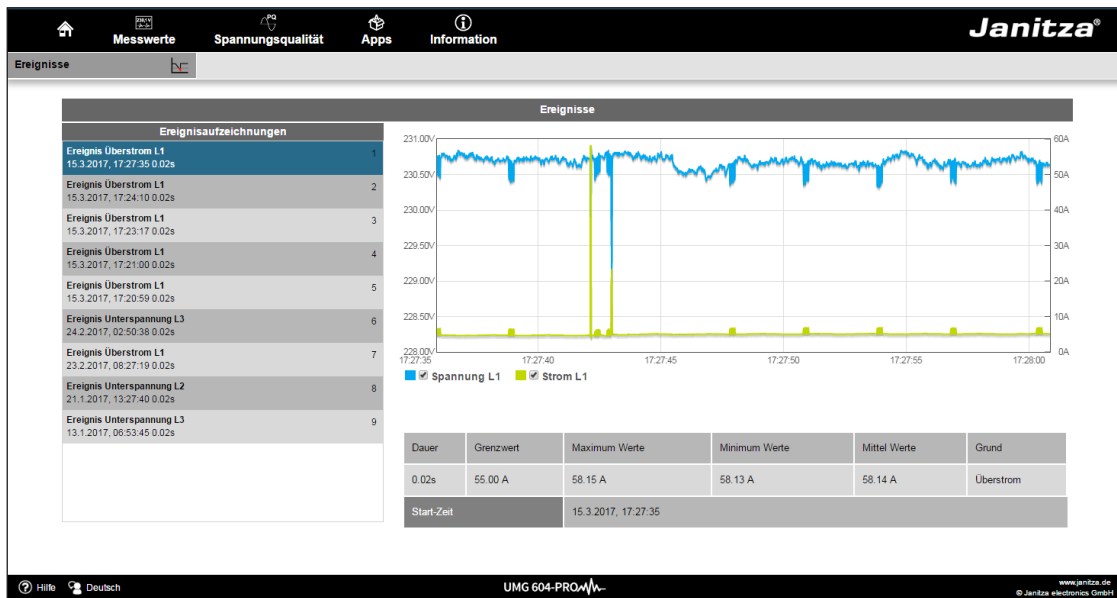 PQ
Messwerte Spannungsqualität Apps Information
Janitza®
Ereignisse
Ereignisse
Ereignisaufzeichnungen
Ereignis Überstrom L1
15.3.2017, 17:27:35 0.02s 1
Ereignis Überstrom L1
15.3.2017, 17:24:10 0.02s 2
Ereignis Überstrom L1
15.3.2017, 17:23:17 0.02s 3
Ereignis Überstrom L1
15.3.2017, 17:21:00 0.02s 4
Ereignis Überstrom L1
15.3.2017, 17:20:59 0.02s 5
Ereignis Unterspannung L3
24.2.2017, 02:50:38 0.02s 6
Ereignis Überstrom L1
23.2.2017, 08:27:19 0.02s 7
Ereignis Unterspannung L2
21.1.2017, 13:27:40 0.02s 8
Ereignis Unterspannung L3
13.1.2017, 06:53:45 0.02s 9
231.00V 60A
230.50V 50A
230.00V 40A
229.50V 30A
229.00V 20A
228.50V 10A
228.00V 0A
17:27:35 17:27:40 17:27:45 17:27:50 17:27:55 17:28:00
Spannung L1 Strom L1
Dauer Grenzwert Maximum Werte Minimum Werte Mittel Werte Grund
0.02s 55.00 A 58.15 A 58.13 A 58.14 A Überstrom
Start-Zeit 15.3.2017, 17:27:35
? Hilfe Deutsch
UMG 604-PRO
www.janitza.de
© Janitza electronics GmbH